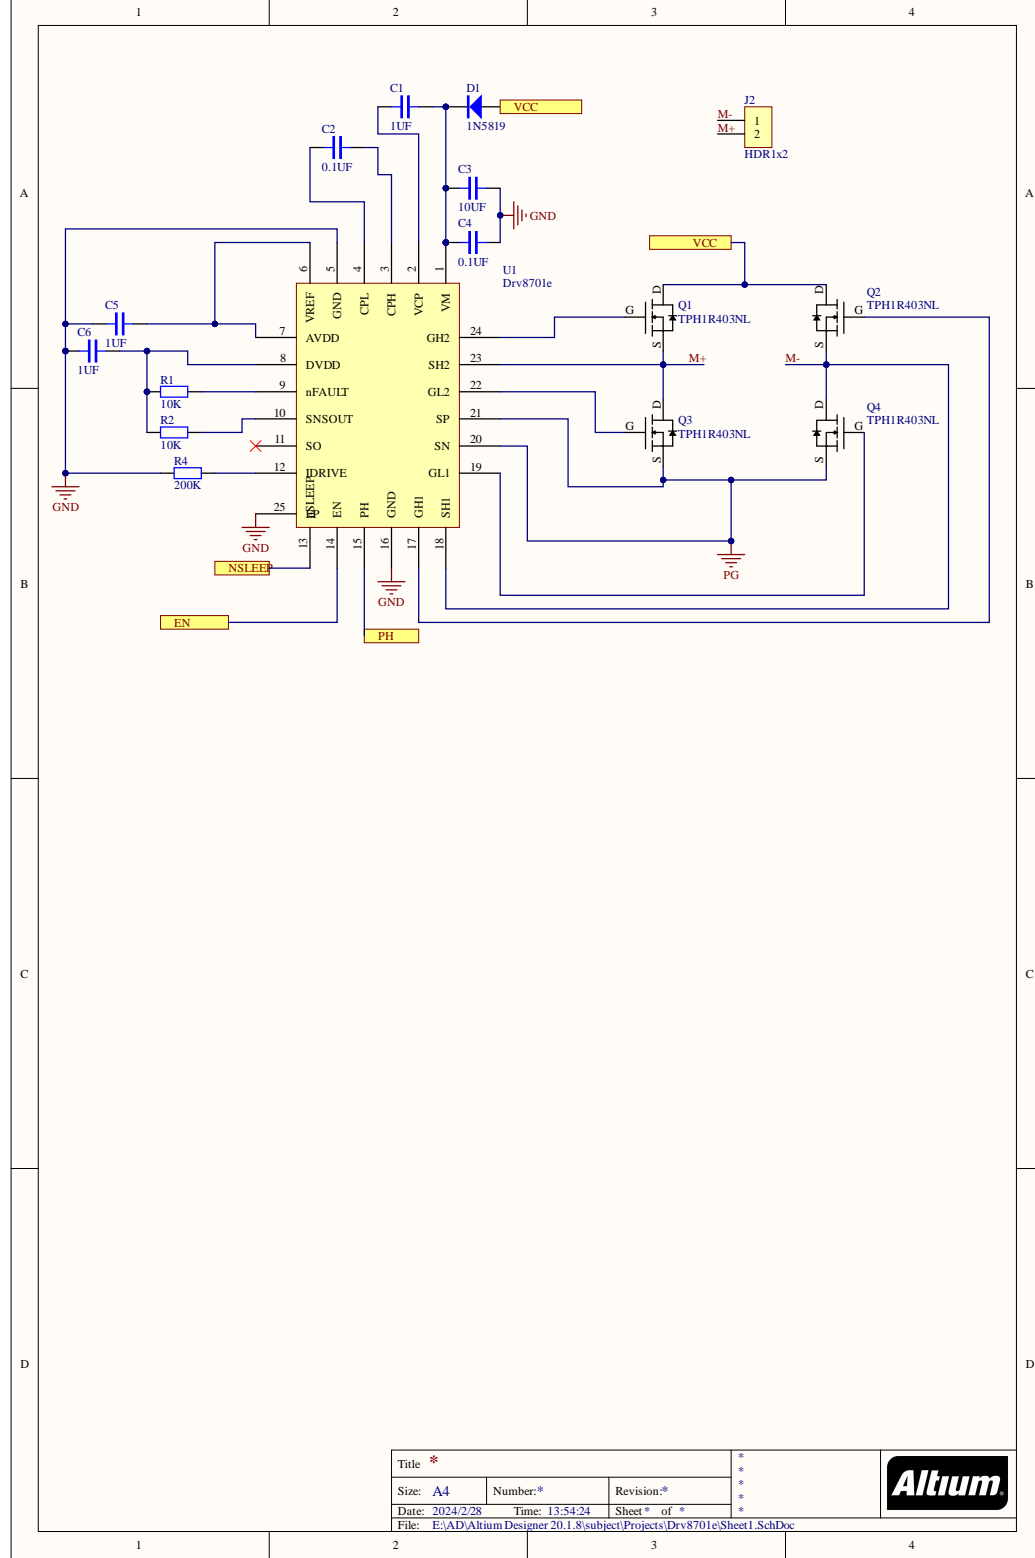 1 2 3 4
C1
1UF
D1
1N5819
VCC
J2
M-
M+
1
2
HDR1x2
C2
0.1UF
A A
C3
10UF
GND
C4
0.1UF
VCC
U1
Drv8701e
6 5 4 3 2 1
VREF GND CPL CPH VCP VM
C5
1UF
C6
1UF
7 AVDD
8 DVDD
R1
10K
9 nFAULT
R2
10K
10 SNSOUT
11 SO
R4
200K
12 IDRIVE
25 EP
GND
GND
GH2 24
SH2 23
GL2 22
SP 21
SN 20
GL1 19
NSLEEP EN PH GND GH1 SH1
13 14 15 16 17 18
D
G
S
Q1
TPH1R403NL
D
G
S
Q2
TPH1R403NL
M+
M-
D
G
S
Q3
TPH1R403NL
D
G
S
Q4
TPH1R403NL
PG
B B
NSLEEP
GND
EN
PH
C C
D D
Title *
Size: A4 Number:* Revision:*
Date: 2024/2/28 Time: 13:54:24 Sheet * of *
File: E:\AD\Altium Designer 20.1.8\subject\Projects\Drv8701e\Sheet1.SchDoc
*
*
*
*
*
Altium
1 2 3 4